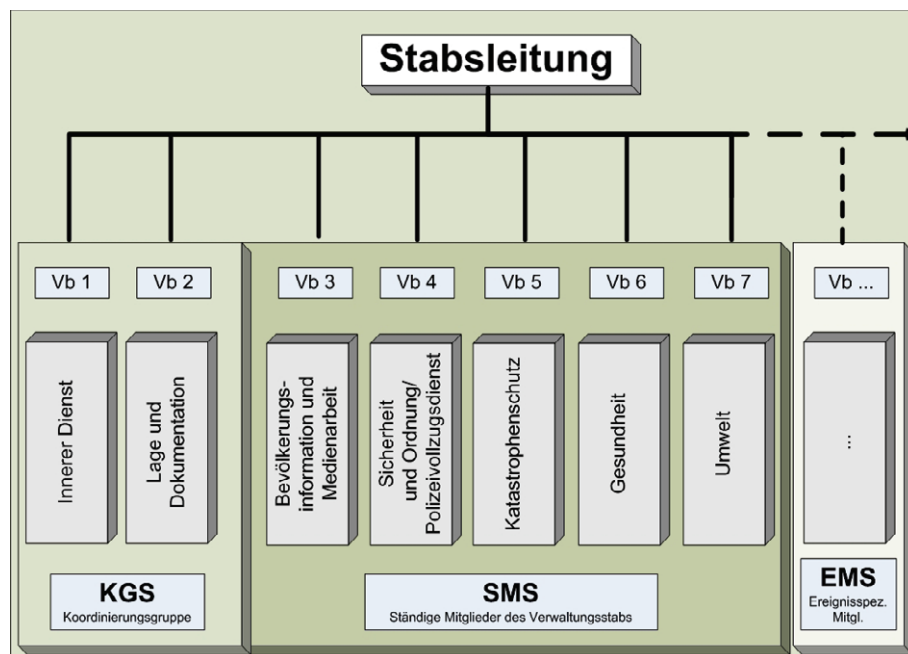 Stabsleitung
Vb 1
Vb 2
Vb 3
Vb 4
Vb 5
Vb 6
Vb 7
Vb ...
Innerer Dienst
Lage und
Dokumentation
Bevölkerungs-
information und
Medienarbeit
Sicherheit
und Ordnung/
Polizeivollzugsdienst
Katastrophenschutz
Gesundheit
Umwelt
...
KGS
Koordinierungsgruppe
SMS
Ständige Mitglieder des Verwaltungsstabs
EMS
Ereignisspez.
Mitgl.